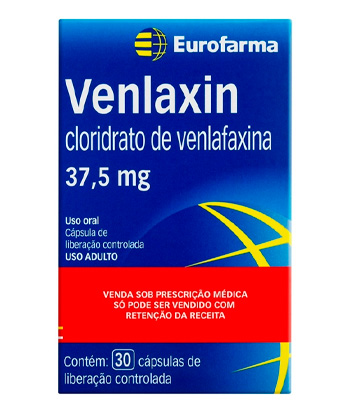 Eurofarma
Venlaxin
cloridrato de venlafaxina
37,5 mg
Uso oral
Cápsula de
liberação controlada
USO ADULTO
VENDA SOB PRESCRIÇÃO MÉDICA
SÓ PODE SER VENDIDO COM
RETENÇÃO DA RECEITA
Contém: 30 cápsulas de
liberação controlada